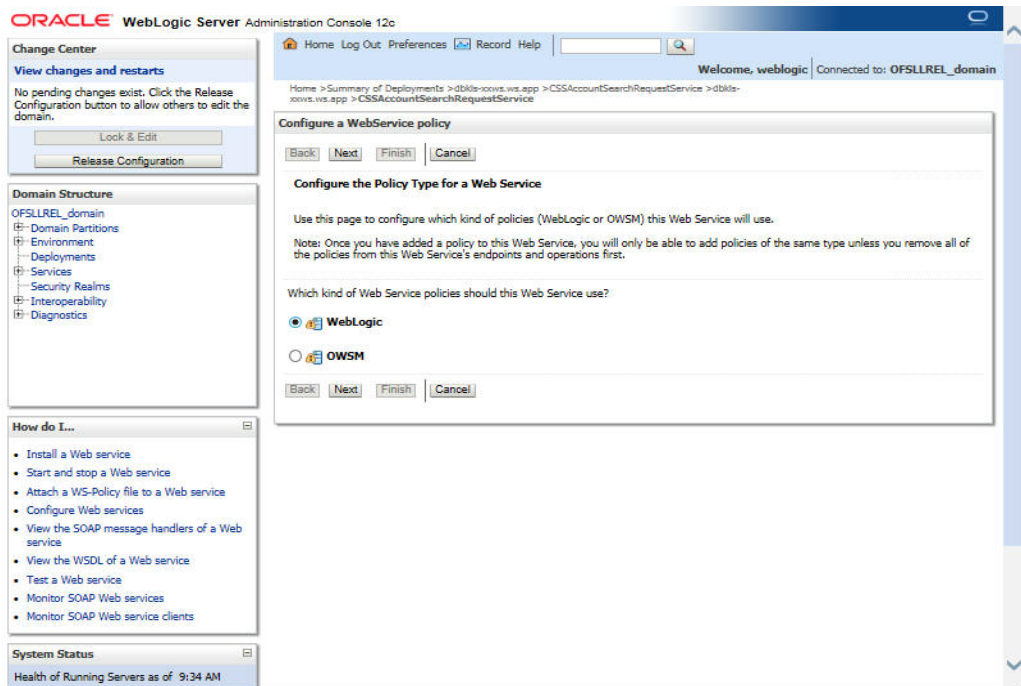 ORACLE WebLogic Server Administration Console 12c
Change Center
View changes and restarts
No pending changes exist. Click the Release
Configuration button to allow others to edit the
domain.
Lock & Edit
Release Configuration
Domain Structure
OFSLLREL_domain
Domain Partitions
Environment
Deployments
Services
Security Realms
Interoperability
Diagnostics
How do I...
Install a Web service
Start and stop a Web service
Attach a WS-Policy file to a Web service
Configure Web services
View the SOAP message handlers of a Web
service
View the WSDL of a Web service
Test a Web service
Monitor SOAP Web services
Monitor SOAP Web service clients
System Status
Health of Running Servers as of 9:34 AM
Home Log Out Preferences Record Help
Welcome, weblogic Connected to: OFSLLREL_domain
Home >Summary of Deployments >dbkls-xxws.ws.app >CSSAccountSearchRequestService >dbkls-
xxws.ws.app >CSSAccountSearchRequestService
Configure a WebService policy
Back Next Finish Cancel
Configure the Policy Type for a Web Service
Use this page to configure which kind of policies (WebLogic or OWSM) this Web Service will use.
Note: Once you have added a policy to this Web Service, you will only be able to add policies of the same type unless you remove all of
the policies from this Web Service's endpoints and operations first.
Which kind of Web Service policies should this Web Service use?
WebLogic
OWSM
Back Next Finish Cancel